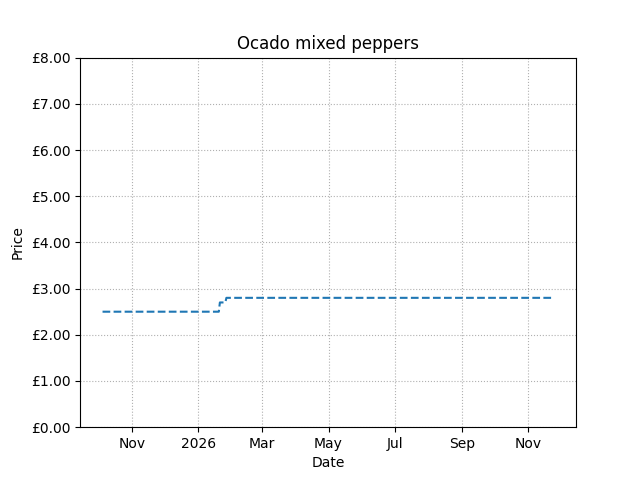 Ocado mixed peppers
£8.00
£7.00
£6.00
£5.00
£4.00
£3.00
£2.00
£1.00
£0.00
Price
Nov 2026 Mar May Jul Sep Nov
Date